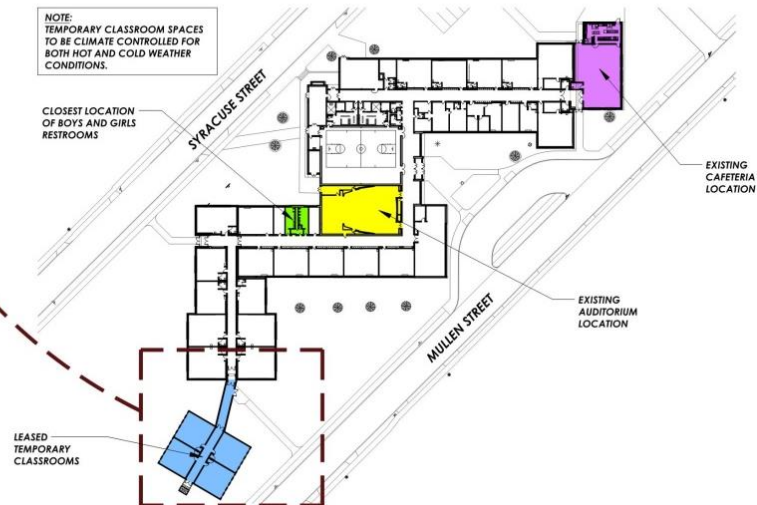 NOTE:
TEMPORARY CLASSROOM SPACES
TO BE CLIMATE CONTROLLED FOR
BOTH HOT AND COLD WEATHER
CONDITIONS.
SYRACUSE STREET
CLOSEST LOCATION
OF BOYS AND GIRLS
RESTROOMS
EXISTING
CAFETERIA
LOCATION
EXISTING
AUDITORIUM
LOCATION
MULLEN STREET
LEASED
TEMPORARY
CLASSROOMS